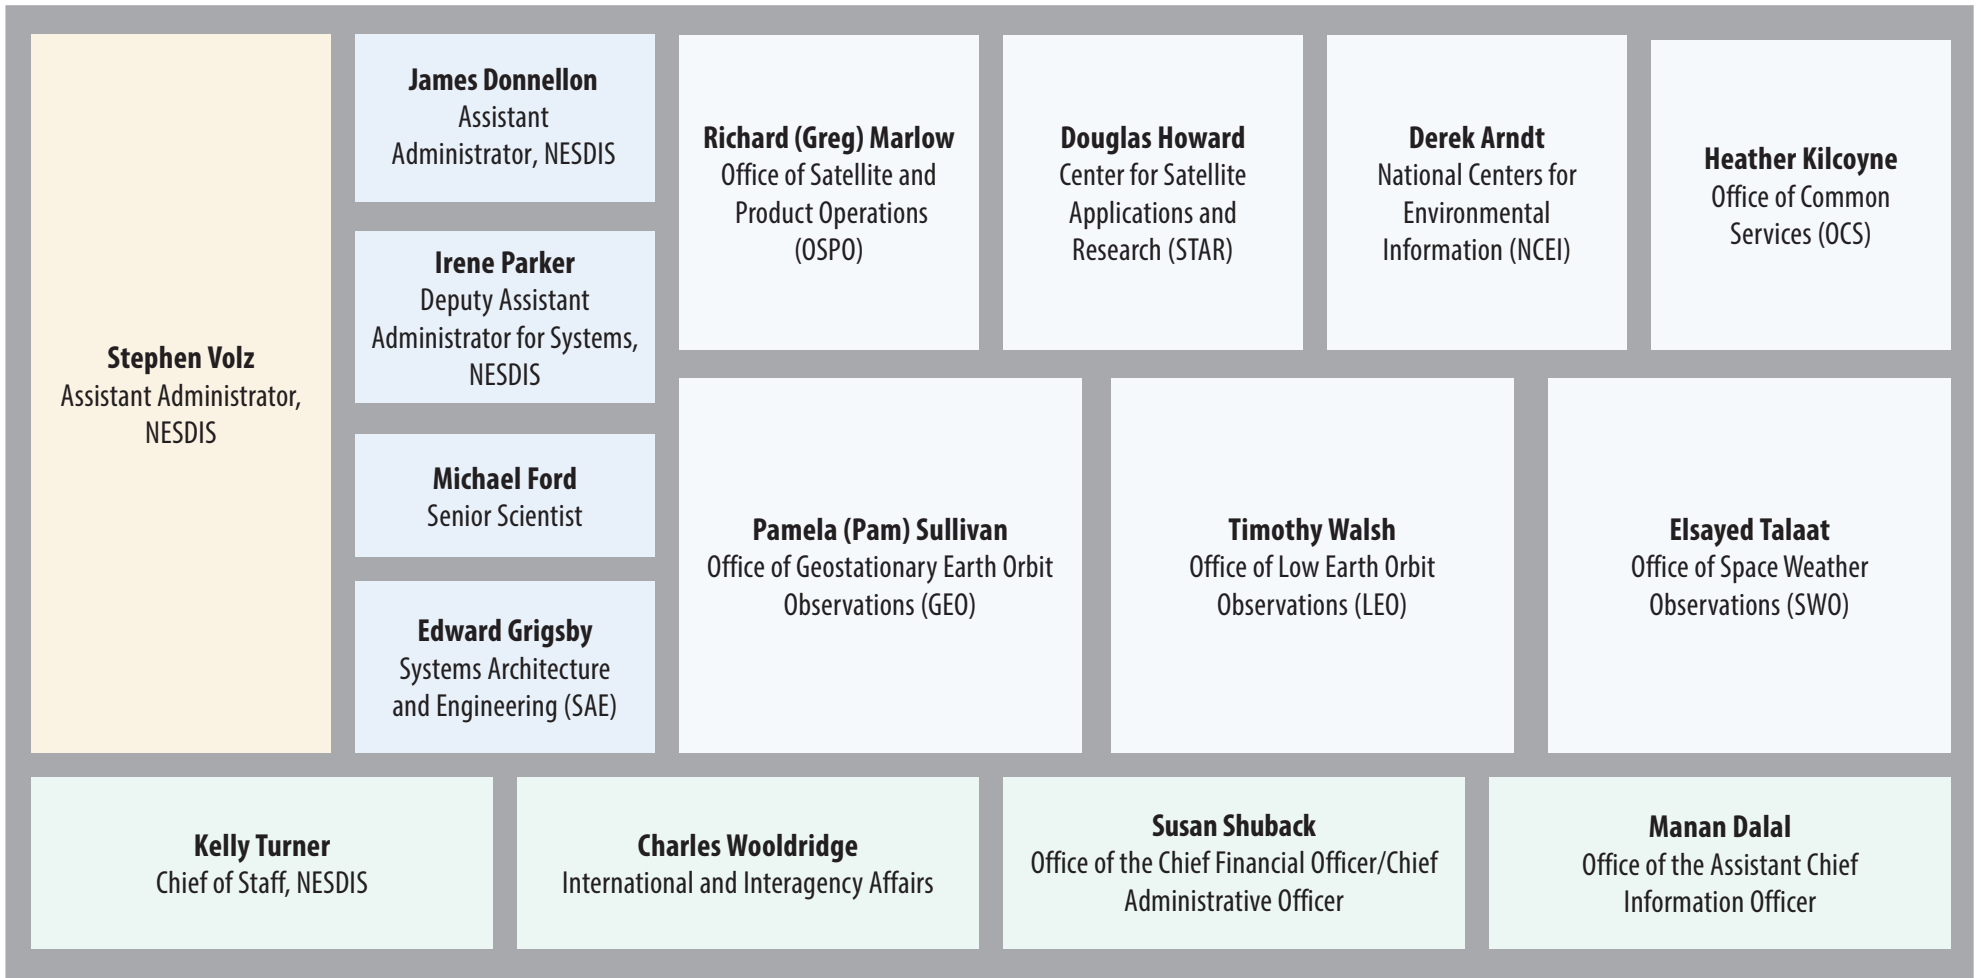 Stephen Volz
Assistant Administrator,
NESDIS
James Donnellon
Assistant
Administrator, NESDIS
Irene Parker
Deputy Assistant
Administrator for Systems,
NESDIS
Michael Ford
Senior Scientist
Edward Grigsby
Systems Architecture
and Engineering (SAE)
Richard (Greg) Marlow
Office of Satellite and
Product Operations
(OSPO)
Douglas Howard
Center for Satellite
Applications and
Research (STAR)
Derek Arndt
National Centers for
Environmental
Information (NCEI)
Heather Kilcoyne
Office of Common
Services (OCS)
Pamela (Pam) Sullivan
Office of Geostationary Earth Orbit
Observations (GEO)
Timothy Walsh
Office of Low Earth Orbit
Observations (LEO)
Elsayed Talaat
Office of Space Weather
Observations (SWO)
Kelly Turner
Chief of Staff, NESDIS
Charles Wooldridge
International and Interagency Affairs
Susan Shuback
Office of the Chief Financial Officer/Chief
Administrative Officer
Manan Dalal
Office of the Assistant Chief
Information Officer